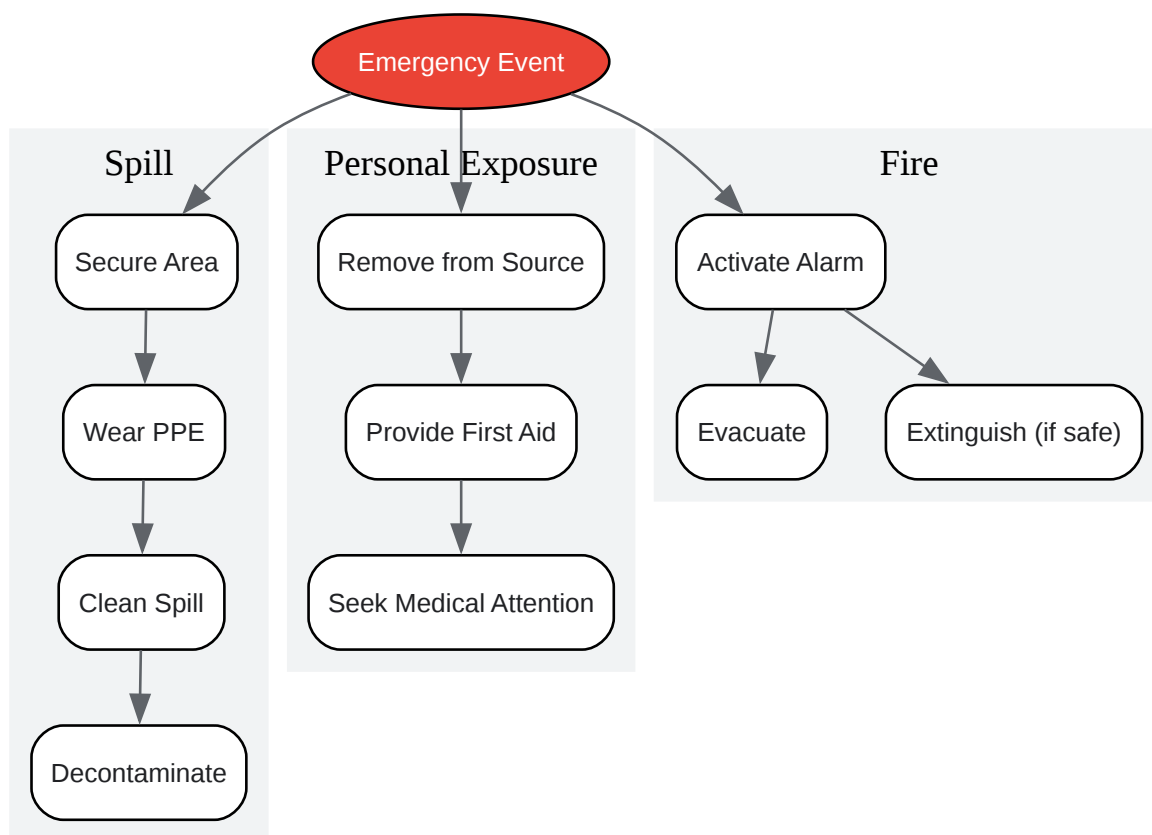 Emergency Event
Spill
Secure Area
Wear PPE
Clean Spill
Decontaminate
Personal Exposure
Remove from Source
Provide First Aid
Seek Medical Attention
Fire
Activate Alarm
Evacuate
Extinguish (if safe)